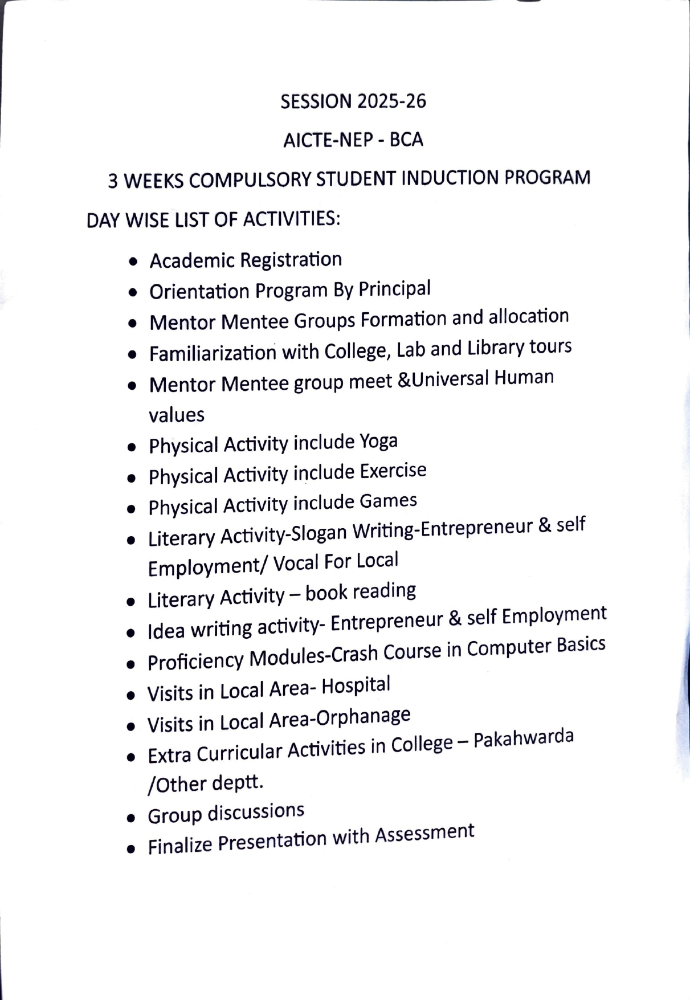 SESSION 2025-26
AICTE-NEP - BCA
3 WEEKS COMPULSORY STUDENT INDUCTION PROGRAM
DAY WISE LIST OF ACTIVITIES:
• Academic Registration
• Orientation Program By Principal
• Mentor Mentee Groups Formation and allocation
• Familiarization with College, Lab and Library tours
• Mentor Mentee group meet &Universal Human
values
• Physical Activity include Yoga
• Physical Activity include Exercise
• Physical Activity include Games
• Literary Activity-Slogan Writing-Entrepreneur & self
Employment/ Vocal For Local
• Literary Activity – book reading
• Idea writing activity- Entrepreneur & self Employment
• Proficiency Modules-Crash Course in Computer Basics
• Visits in Local Area- Hospital
• Visits in Local Area-Orphanage
• Extra Curricular Activities in College – Pakahwarda
/Other deptt.
• Group discussions
• Finalize Presentation with Assessment